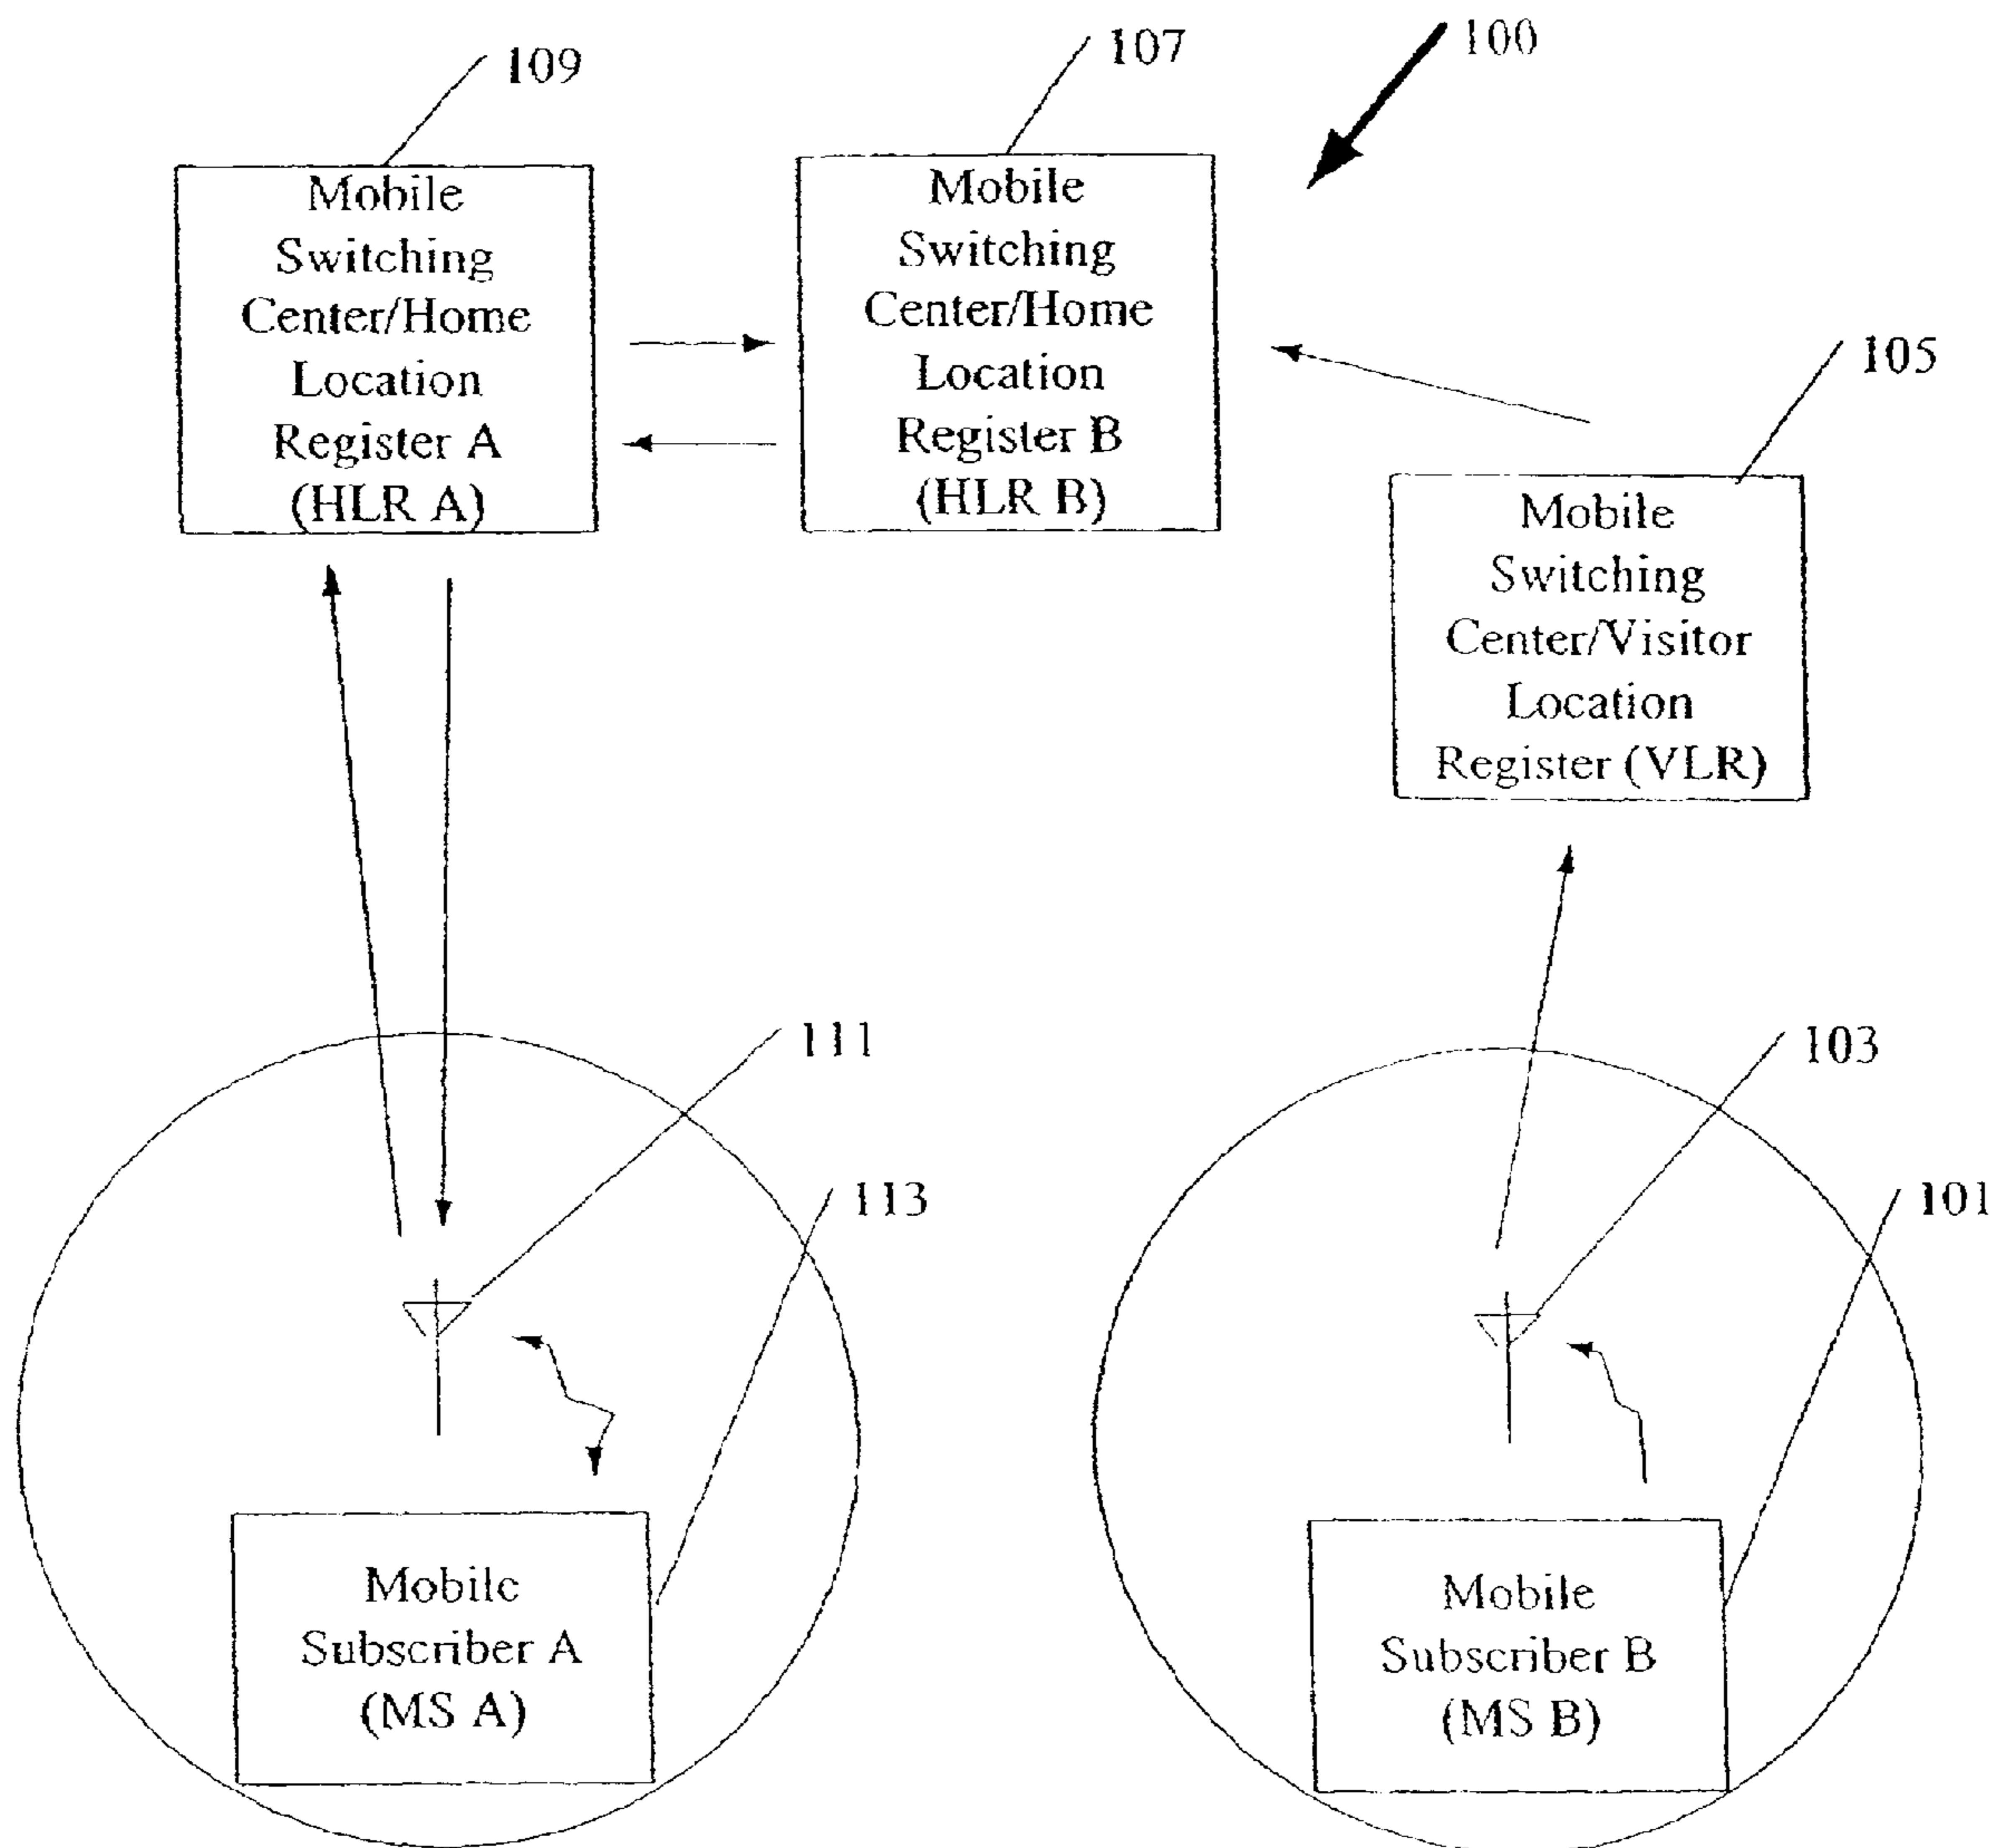 100
109
107
Mobile
Switching
Center/Home
Location
Register A
(HLR A)
Mobile
Switching
Center/Home
Location
Register B
(HLR B)
105
Mobile
Switching
Center/Visitor
Location
Register (VLR)
111
103
113
101
Mobile
Subscriber A
(MS A)
Mobile
Subscriber B
(MS B)